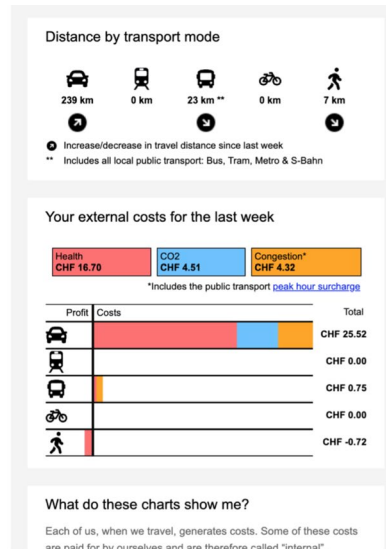 Distance by transport mode
239 km 0 km 23 km ** 0 km 7 km
Increase/decrease in travel distance since last week
** Includes all local public transport: Bus, Tram, Metro & S-Bahn
Your external costs for the last week
Health CO2 Congestion*
CHF 16.70 CHF 4.51 CHF 4.32
*Includes the public transport peak hour surcharge
Profit Costs Total
CHF 25.52
CHF 0.00
CHF 0.75
CHF 0.00
CHF -0.72
What do these charts show me?
Each of us, when we travel, generates costs. Some of these costs
are paid for by ourselves and are therefore called "internal"